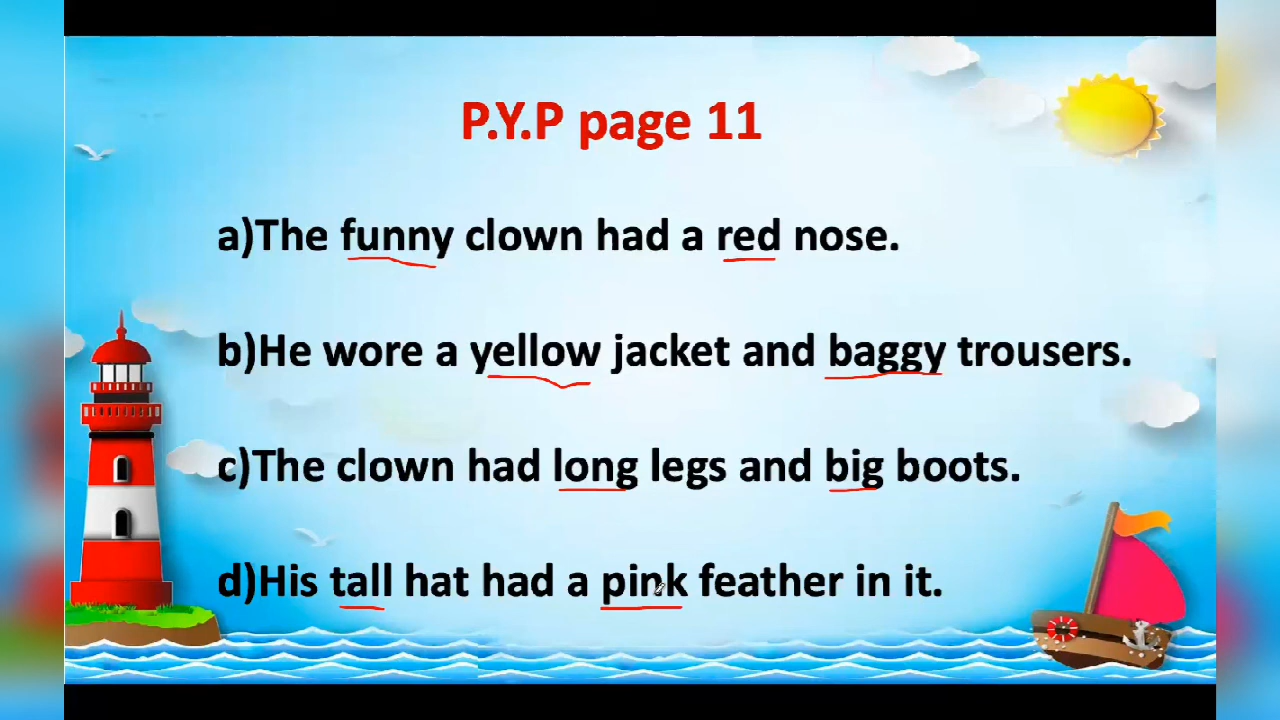 P.Y.P page 11
a)The funny clown had a red nose.
b)He wore a yellow jacket and baggy trousers.
c)The clown had long legs and big boots.
d)His tall hat had a pink feather in it.